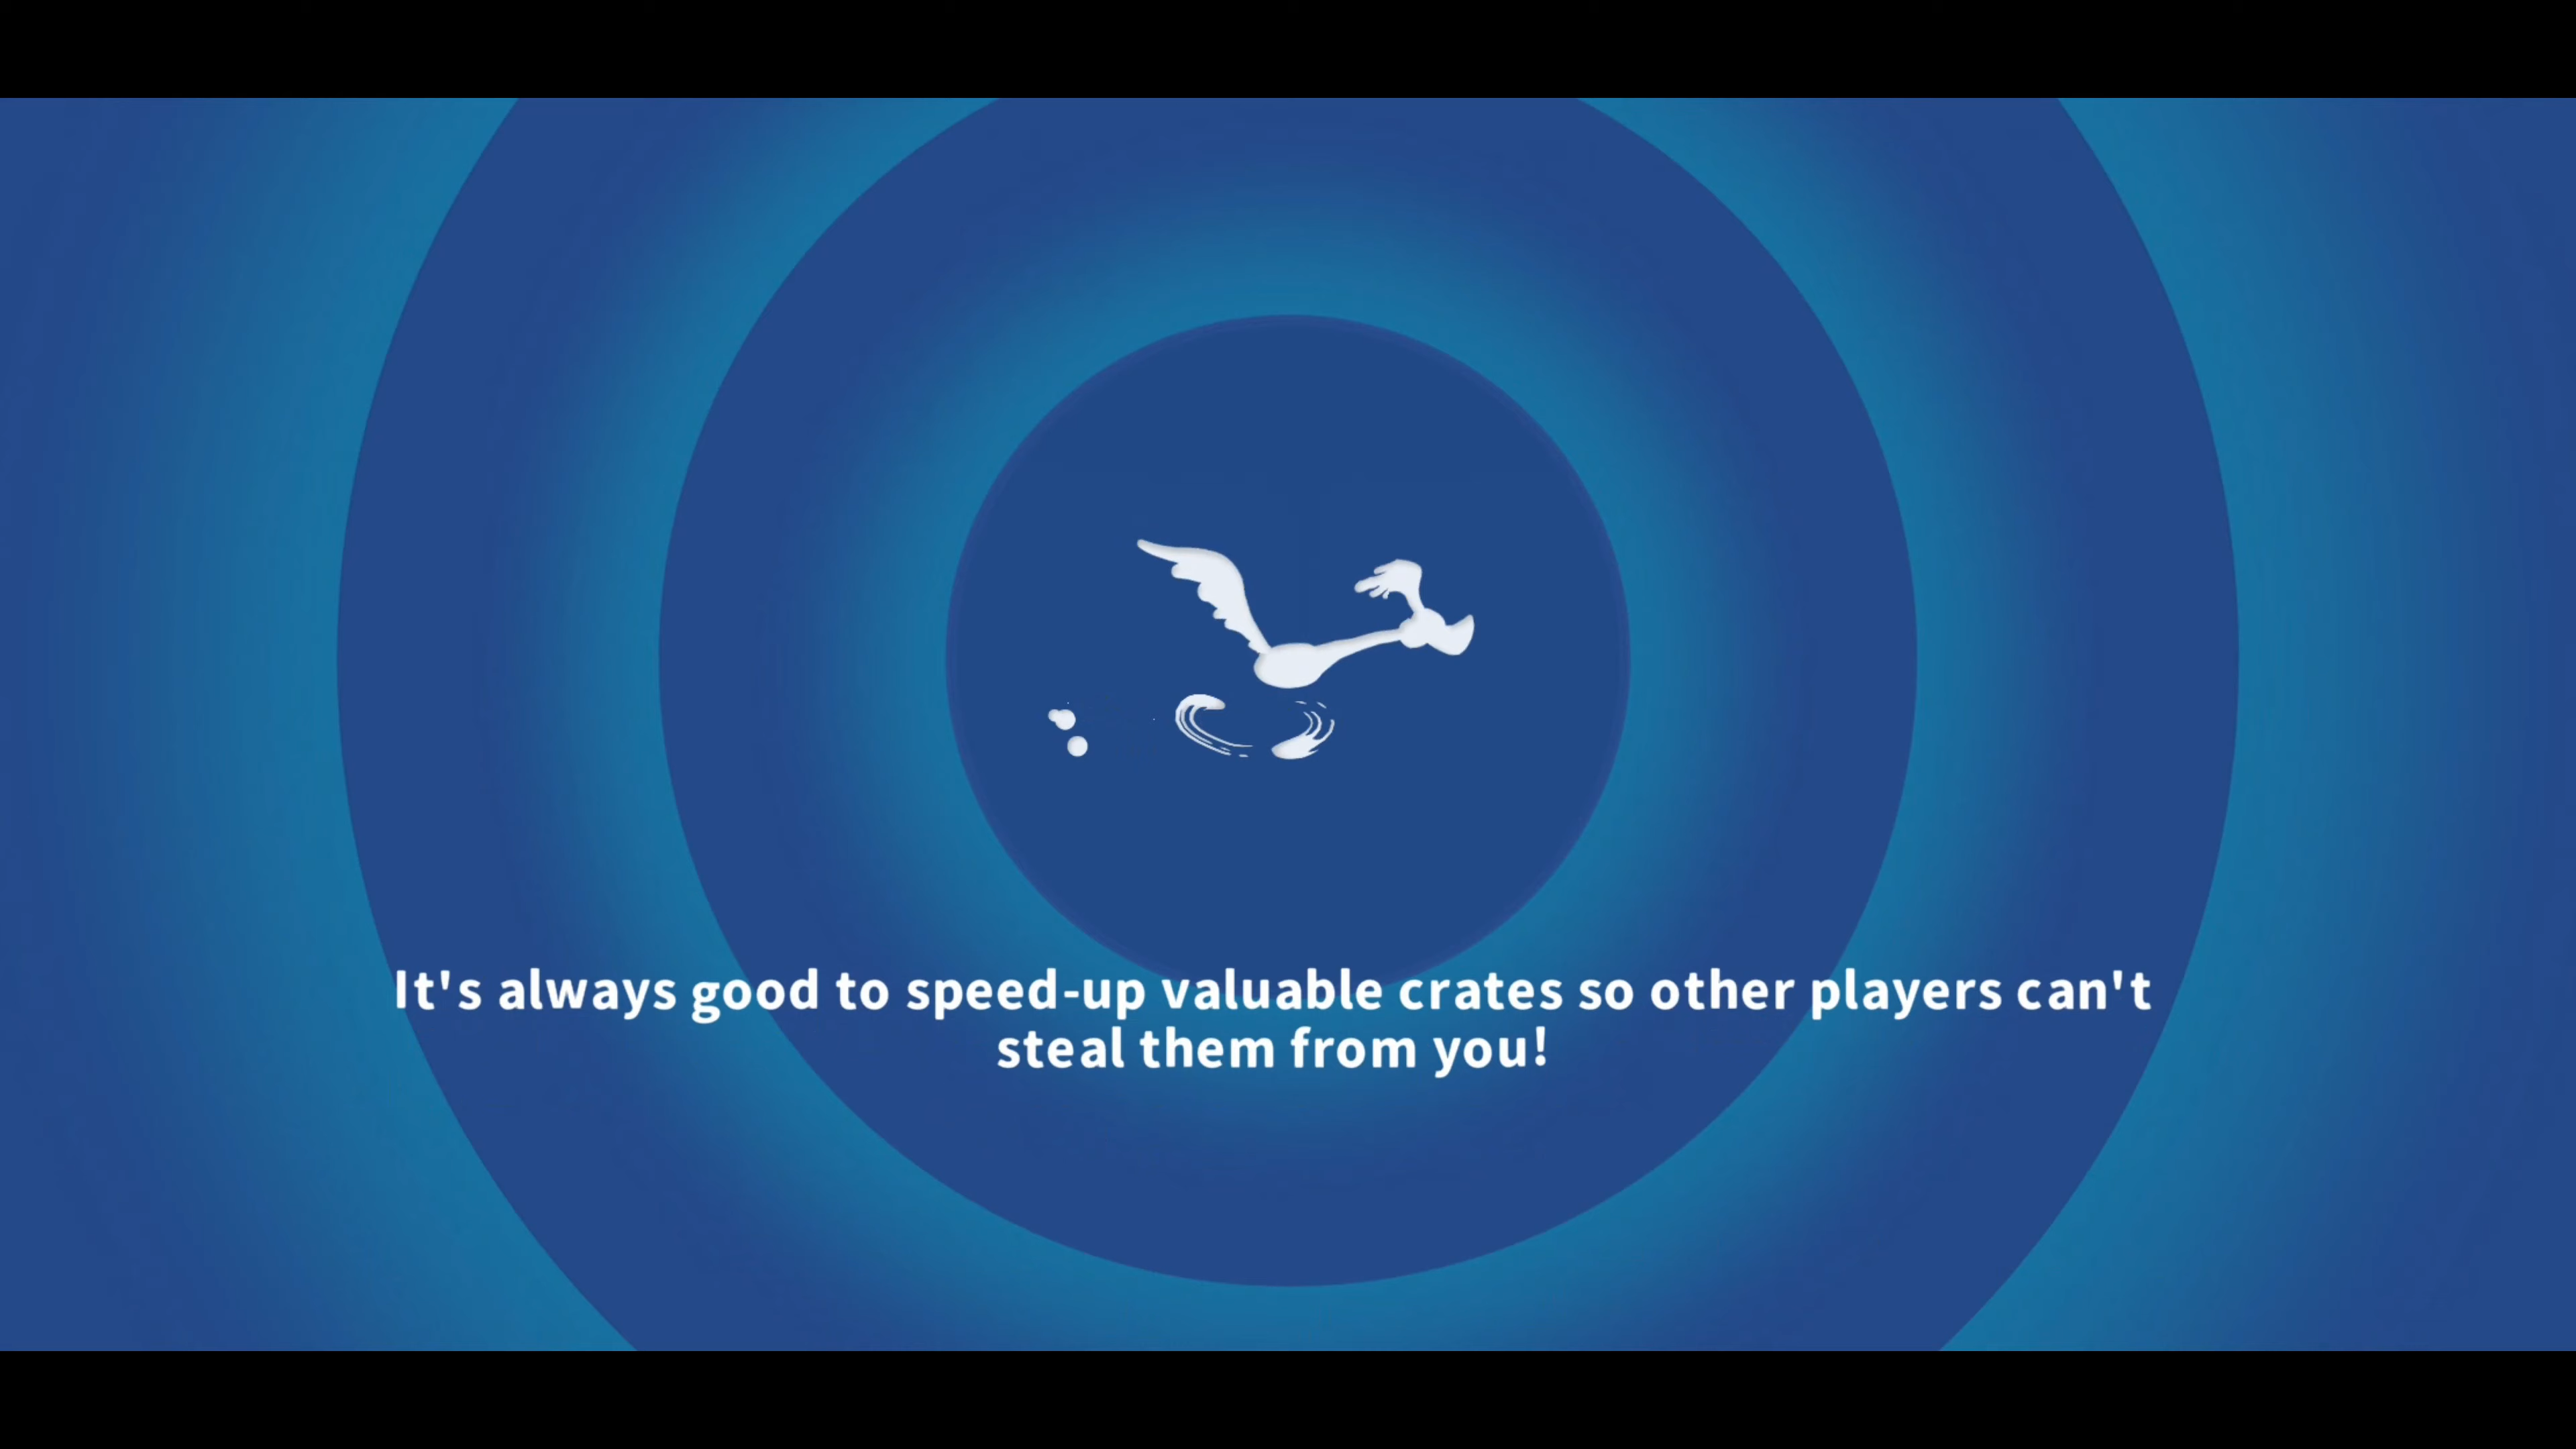 It's always good to speed-up valuable crates so other players can't
steal them from you!